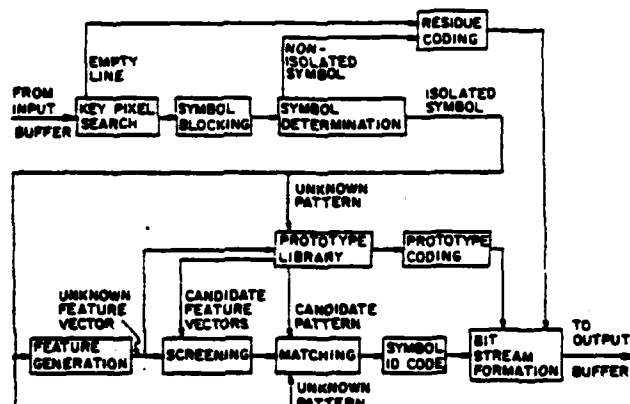 RESIDUE
CODING
EMPTY
LINE
NON-
ISOLATED
SYMBOL
ISOLATED
SYMBOL
FROM
INPUT
BUFFER
KEY PIXEL
SEARCH
SYMBOL
BLOCKING
SYMBOL
DETERMINATION
UNKNOWN
PATTERN
PROTOTYPE
LIBRARY
PROTOTYPE
CODING
UNKNOWN
FEATURE
VECTOR
CANDIDATE
FEATURE
VECTORS
CANDIDATE
PATTERN
FEATURE
GENERATION
SCREENING
MATCHING
SYMBOL
ID CODE
BIT
STREAM
FORMATION
TO
OUTPUT
BUFFER
UNKNOWN
PATTERN